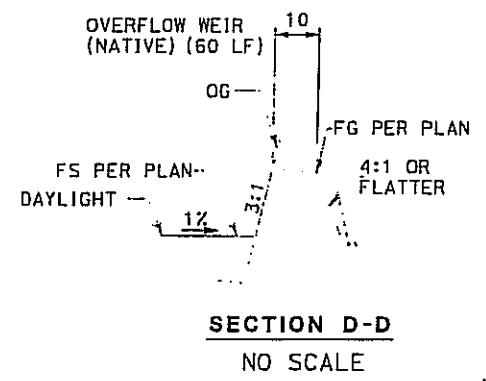 OVERFLOW WEIR
(NATIVE) (60 LF)
10
OG
FG PER PLAN
FS PER PLAN
4:1 OR
FLATTER
DAYLIGHT
3:1
1%
SECTION D-D
NO SCALE